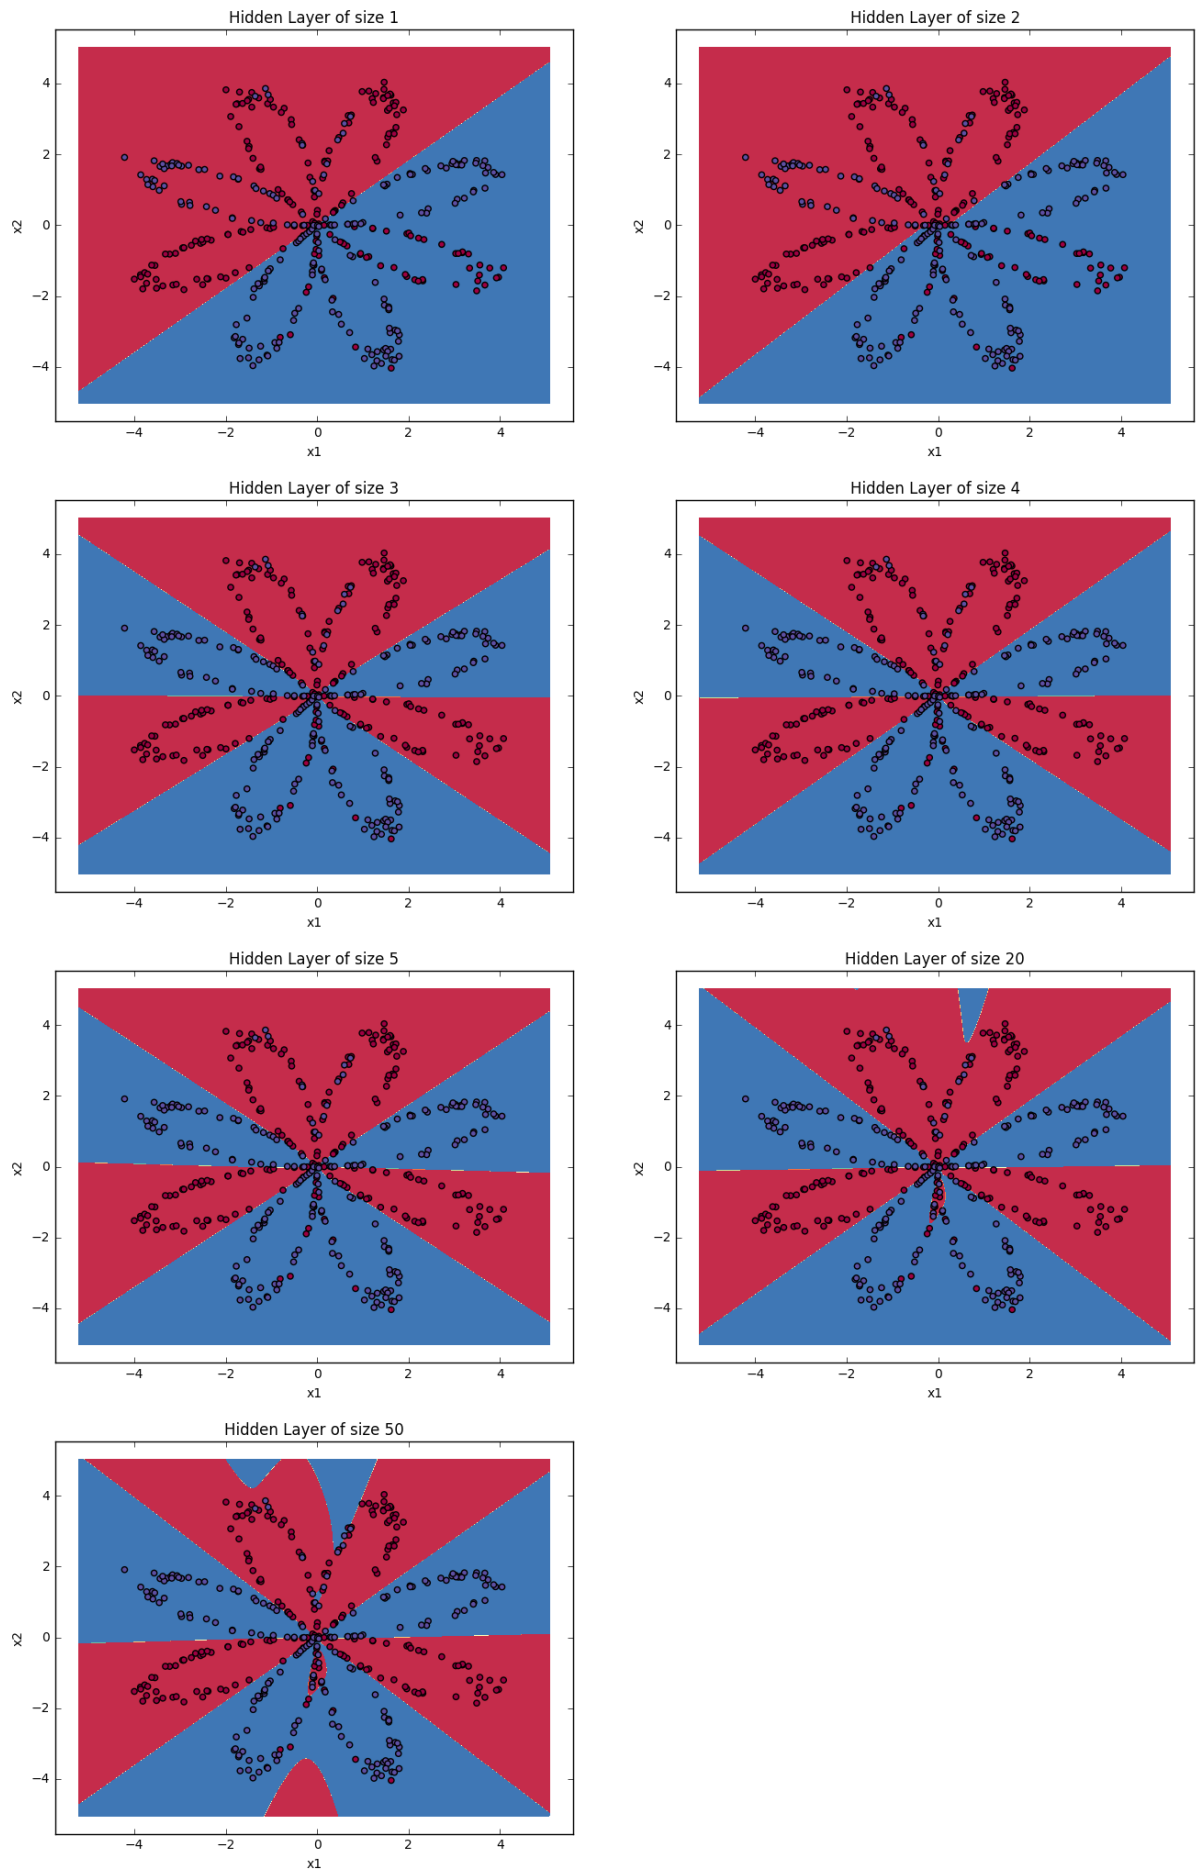 Hidden Layer of size 1
Hidden Layer of size 2
x2
4
2
0
−2
−4
−4 −2 0 2 4
x1
x2
4
2
0
−2
−4
−4 −2 0 2 4
x1
Hidden Layer of size 3
Hidden Layer of size 4
x2
4
2
0
−2
−4
−4 −2 0 2 4
x1
x2
4
2
0
−2
−4
−4 −2 0 2 4
x1
Hidden Layer of size 5
Hidden Layer of size 20
x2
4
2
0
−2
−4
−4 −2 0 2 4
x1
x2
4
2
0
−2
−4
−4 −2 0 2 4
x1
Hidden Layer of size 50
x2
4
2
0
−2
−4
−4 −2 0 2 4
x1